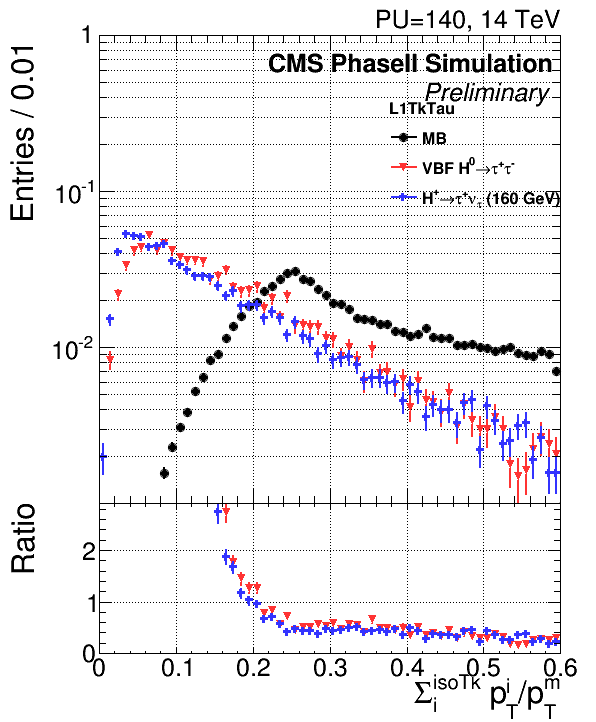 PU=140, 14 TeV
CMS PhaseII Simulation
Preliminary
L1TkTau
MB
VBF H⁰→τ⁺τ⁻
H⁺→τ⁺ν_τ (160 GeV)
Entries / 0.01
1
10⁻¹
10⁻²
Ratio
2
1
0
0 0.1 0.2 0.3 0.4 0.5 0.6
Σ_i^isoTk p_T^i/p_T^m